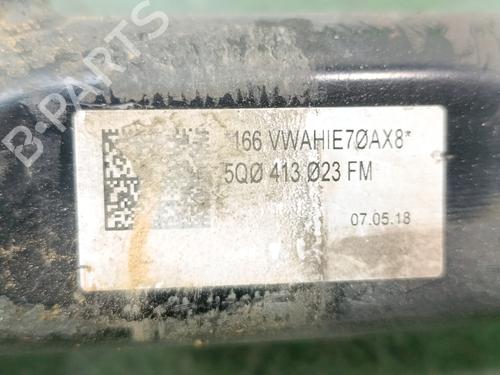 *166 VWAHIE7ØAX8*
5QØ 413 Ø23 FM
07.05.18
B-PARTS